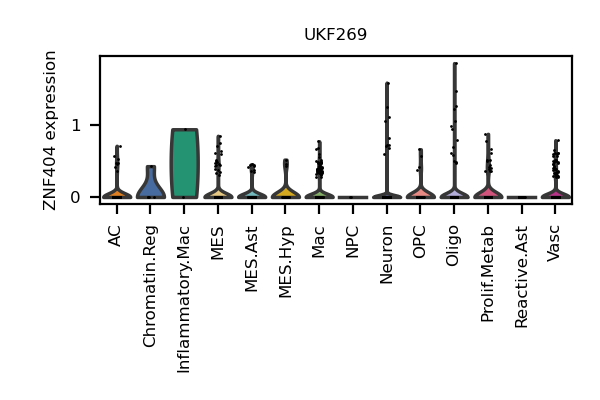 UKF269
ZNF404 expression
1
0
AC
Chromatin.Reg
Inflammatory.Mac
MES
MES.Ast
MES.Hyp
Mac
NPC
Neuron
OPC
Oligo
Prolif.Metab
Reactive.Ast
Vasc